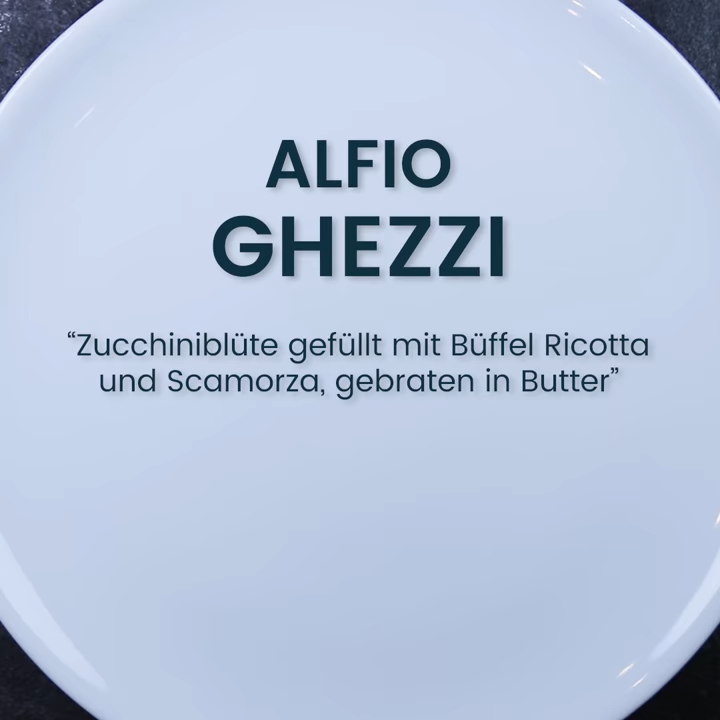 ALFIO
GHEZZI
“Zucchiniblüte gefüllt mit Büffel Ricotta
und Scamorza, gebraten in Butter”